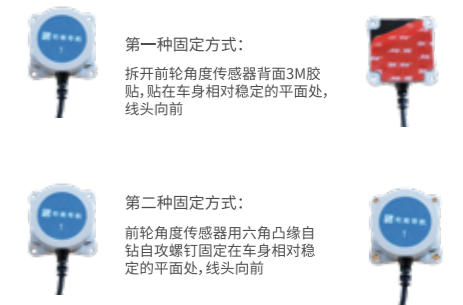 第一种固定方式：
拆开前轮角度传感器背面3M胶
贴，贴在车身相对稳定的平面处，
线头向前
第二种固定方式：
前轮角度传感器用六角凸缘自
钻自攻螺钉固定在车身相对稳
定的平面处，线头向前